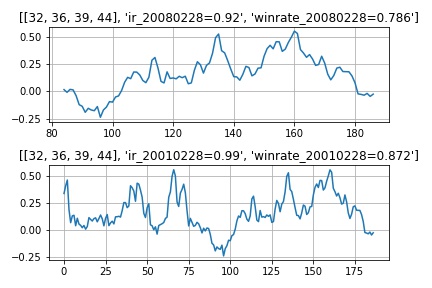 [[32, 36, 39, 44], 'ir_20080228=0.92', 'winrate_20080228=0.786']
0.50
0.25
0.00
−0.25
80 100 120 140 160 180
[[32, 36, 39, 44], 'ir_20010228=0.99', 'winrate_20010228=0.872']
0.50
0.25
0.00
−0.25
0 25 50 75 100 125 150 175